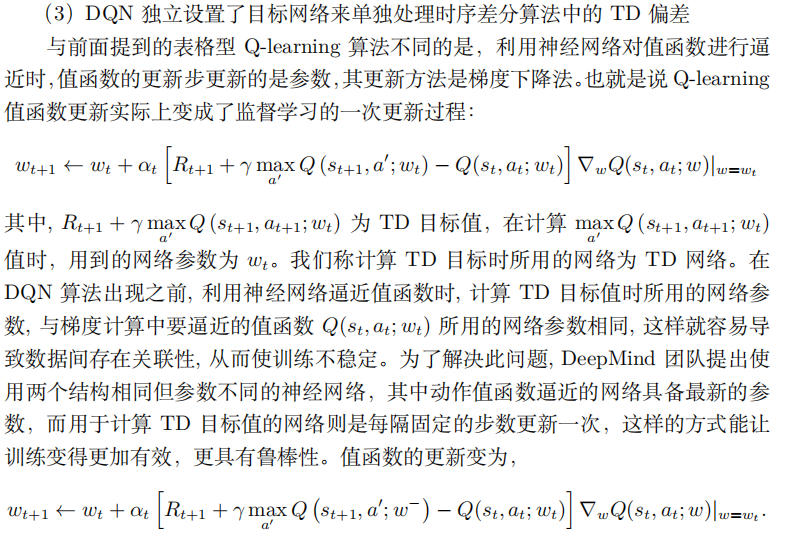 （3）DQN 独立设置了目标网络来单独处理时序差分算法中的 TD 偏差
与前面提到的表格型 Q-learning 算法不同的是，利用神经网络对值函数进行逼
近时,值函数的更新步更新的是参数,其更新方法是梯度下降法。也就是说 Q-learning
值函数更新实际上变成了监督学习的一次更新过程：
$w_{t+1} \leftarrow w_t + \alpha_t \left[ R_{t+1} + \gamma \max_{a'} Q\left(s_{t+1}, a'; w_t\right) - Q(s_t, a_t; w_t) \right] \nabla_w Q(s_t, a_t; w)|_{w=w_t}$
其中, $R_{t+1} + \gamma \max_{a'} Q\left(s_{t+1}, a_{t+1}; w_t\right)$ 为 TD 目标值，在计算 $\max_{a'} Q\left(s_{t+1}, a_{t+1}; w_t\right)$
值时，用到的网络参数为 $w_t$。我们称计算 TD 目标时所用的网络为 TD 网络。在
DQN 算法出现之前, 利用神经网络逼近值函数时, 计算 TD 目标值时所用的网络参
数, 与梯度计算中要逼近的值函数 $Q(s_t, a_t; w_t)$ 所用的网络参数相同, 这样就容易导
致数据间存在关联性, 从而使训练不稳定。为了解决此问题, DeepMind 团队提出使
用两个结构相同但参数不同的神经网络，其中动作值函数逼近的网络具备最新的参
数，而用于计算 TD 目标值的网络则是每隔固定的步数更新一次，这样的方式能让
训练变得更加有效，更具有鲁棒性。值函数的更新变为，
$w_{t+1} \leftarrow w_t + \alpha_t \left[ R_{t+1} + \gamma \max_{a'} Q\left(s_{t+1}, a'; w^-\right) - Q(s_t, a_t; w_t) \right] \nabla_w Q(s_t, a_t; w)|_{w=w_t}.$